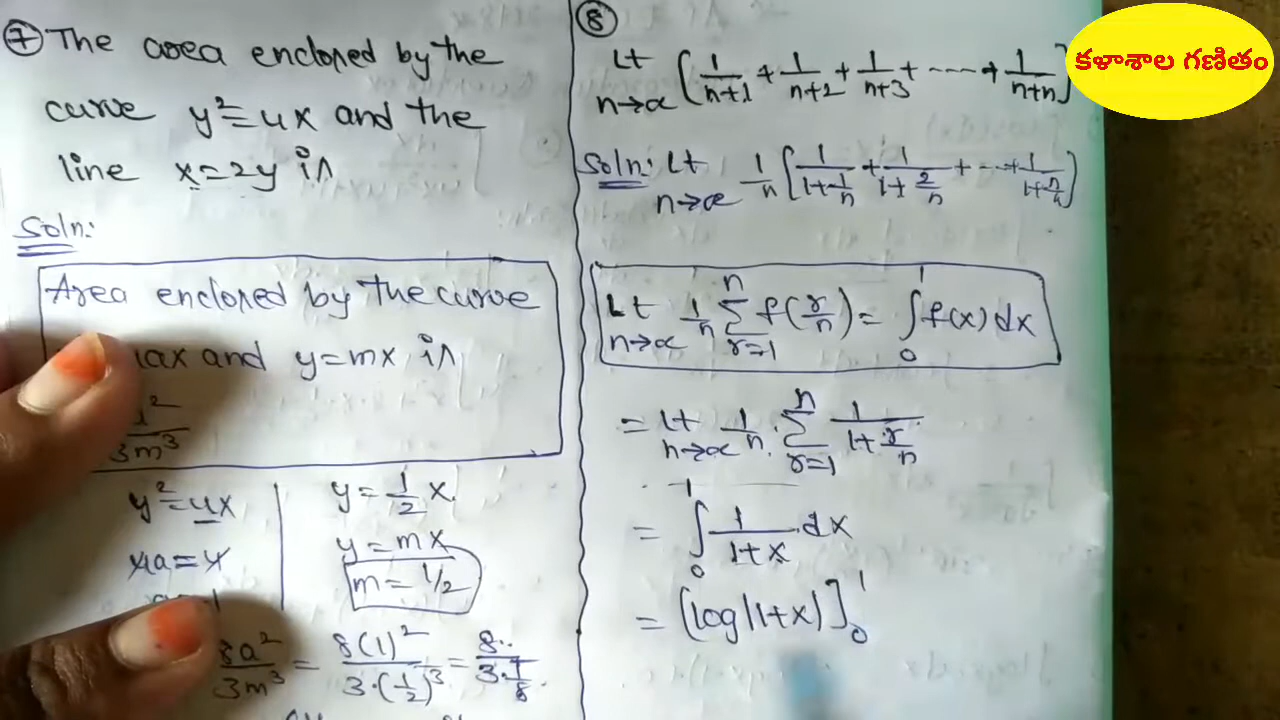 ⑦ The area enclosed by the
curve y²=4x and the
line x=2y is
Soln:
Area enclosed by the curve
4ax and y=mx is
3m³
y²=4x
4a=4
y=1/2 x
y=mx
m=1/2
8a²/3m³ = 8(1)²/3·(1/2)³ = 8/3·1/8
⑧
Lt n→∝ [1/n+1 + 1/n+2 + 1/n+3 + ---- + 1/n+n]
Soln: Lt n→∝ 1/n [1/1+1/n + 1/1+2/n + --- + 1/1+n/n]
Lt n→∝ 1/n Σ r=1 n f(r/n) = ∫₀¹ f(x) dx
= Lt n→∝ 1/n · Σ r=1 n 1/1+r/n
= ∫₀¹ 1/1+x · dx
= [log|1+x|]₀¹
కళాశాల గణితం